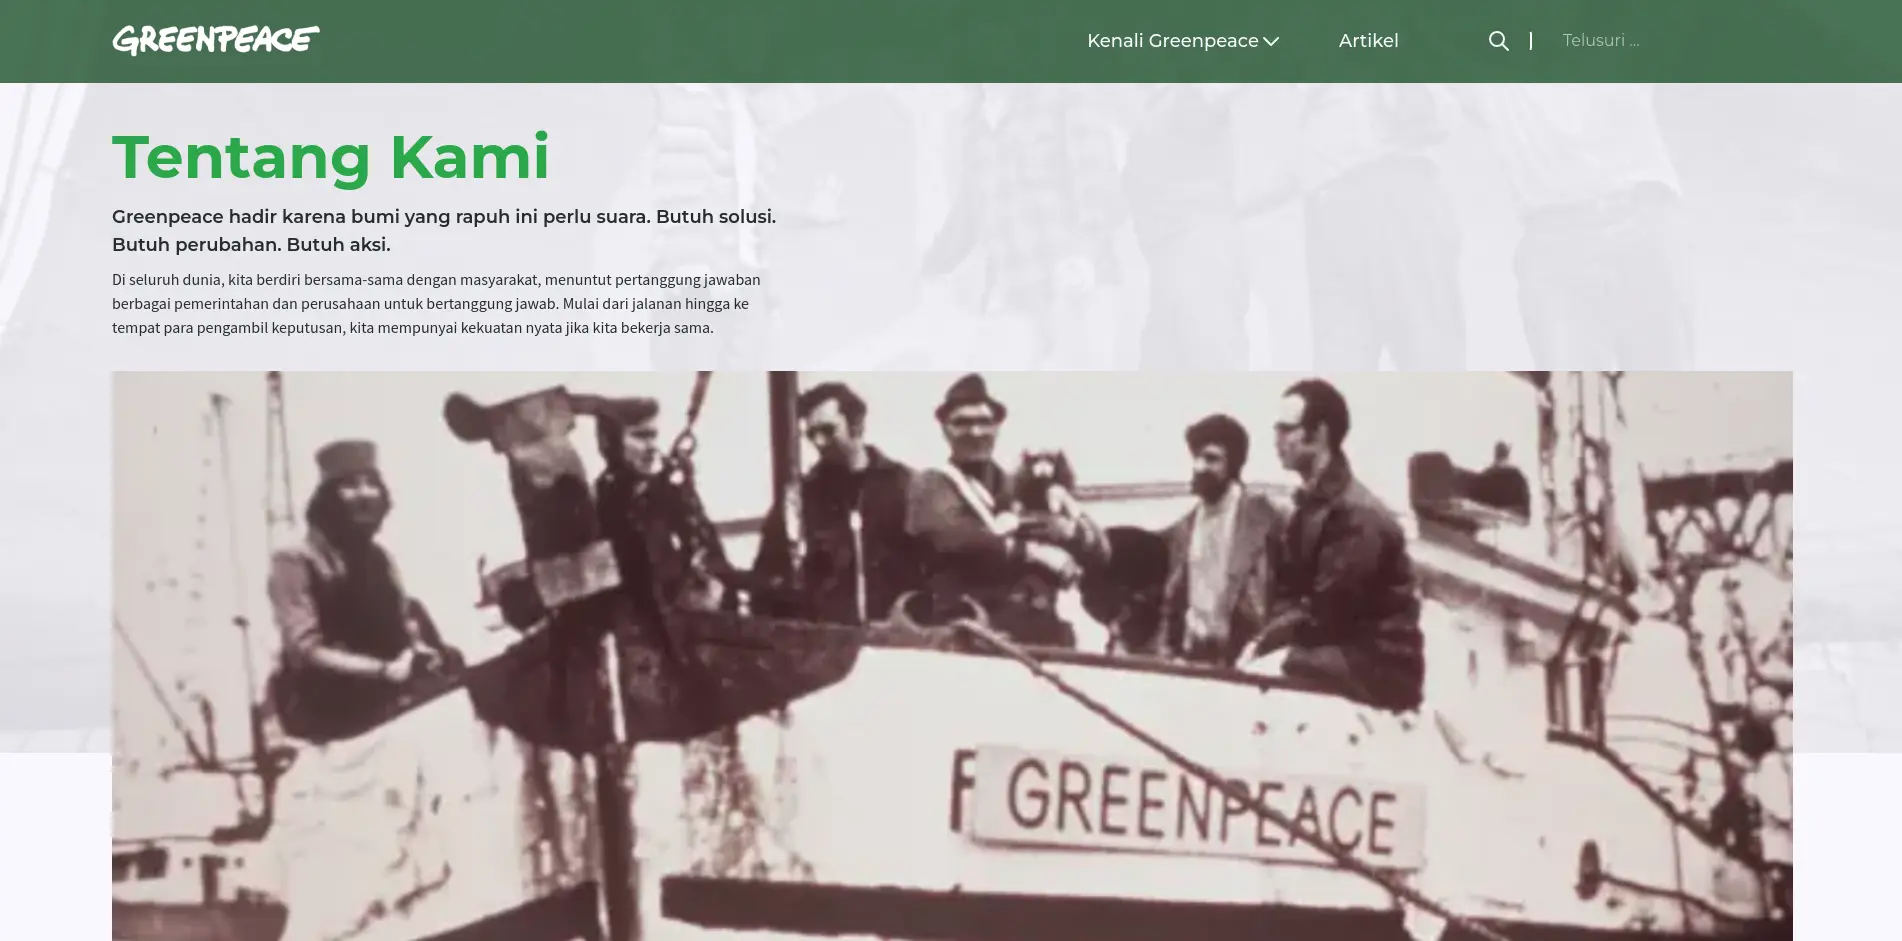 GREENPEACE
Kenali Greenpeace
Artikel
Telusuri ...
Tentang Kami
Greenpeace hadir karena bumi yang rapuh ini perlu suara. Butuh solusi.
Butuh perubahan. Butuh aksi.
Di seluruh dunia, kita berdiri bersama-sama dengan masyarakat, menuntut pertanggung jawaban
berbagai pemerintahan dan perusahaan untuk bertanggung jawab. Mulai dari jalanan hingga ke
tempat para pengambil keputusan, kita mempunyai kekuatan nyata jika kita bekerja sama.
GREENPEACE